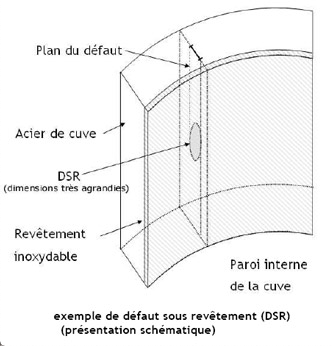 Plan du défaut
Acier de cuve
DSR
(dimensions très agrandies)
Revêtement
inoxydable
Paroi interne
de la cuve
exemple de défaut sous revêtement (DSR)
(présentation schématique)